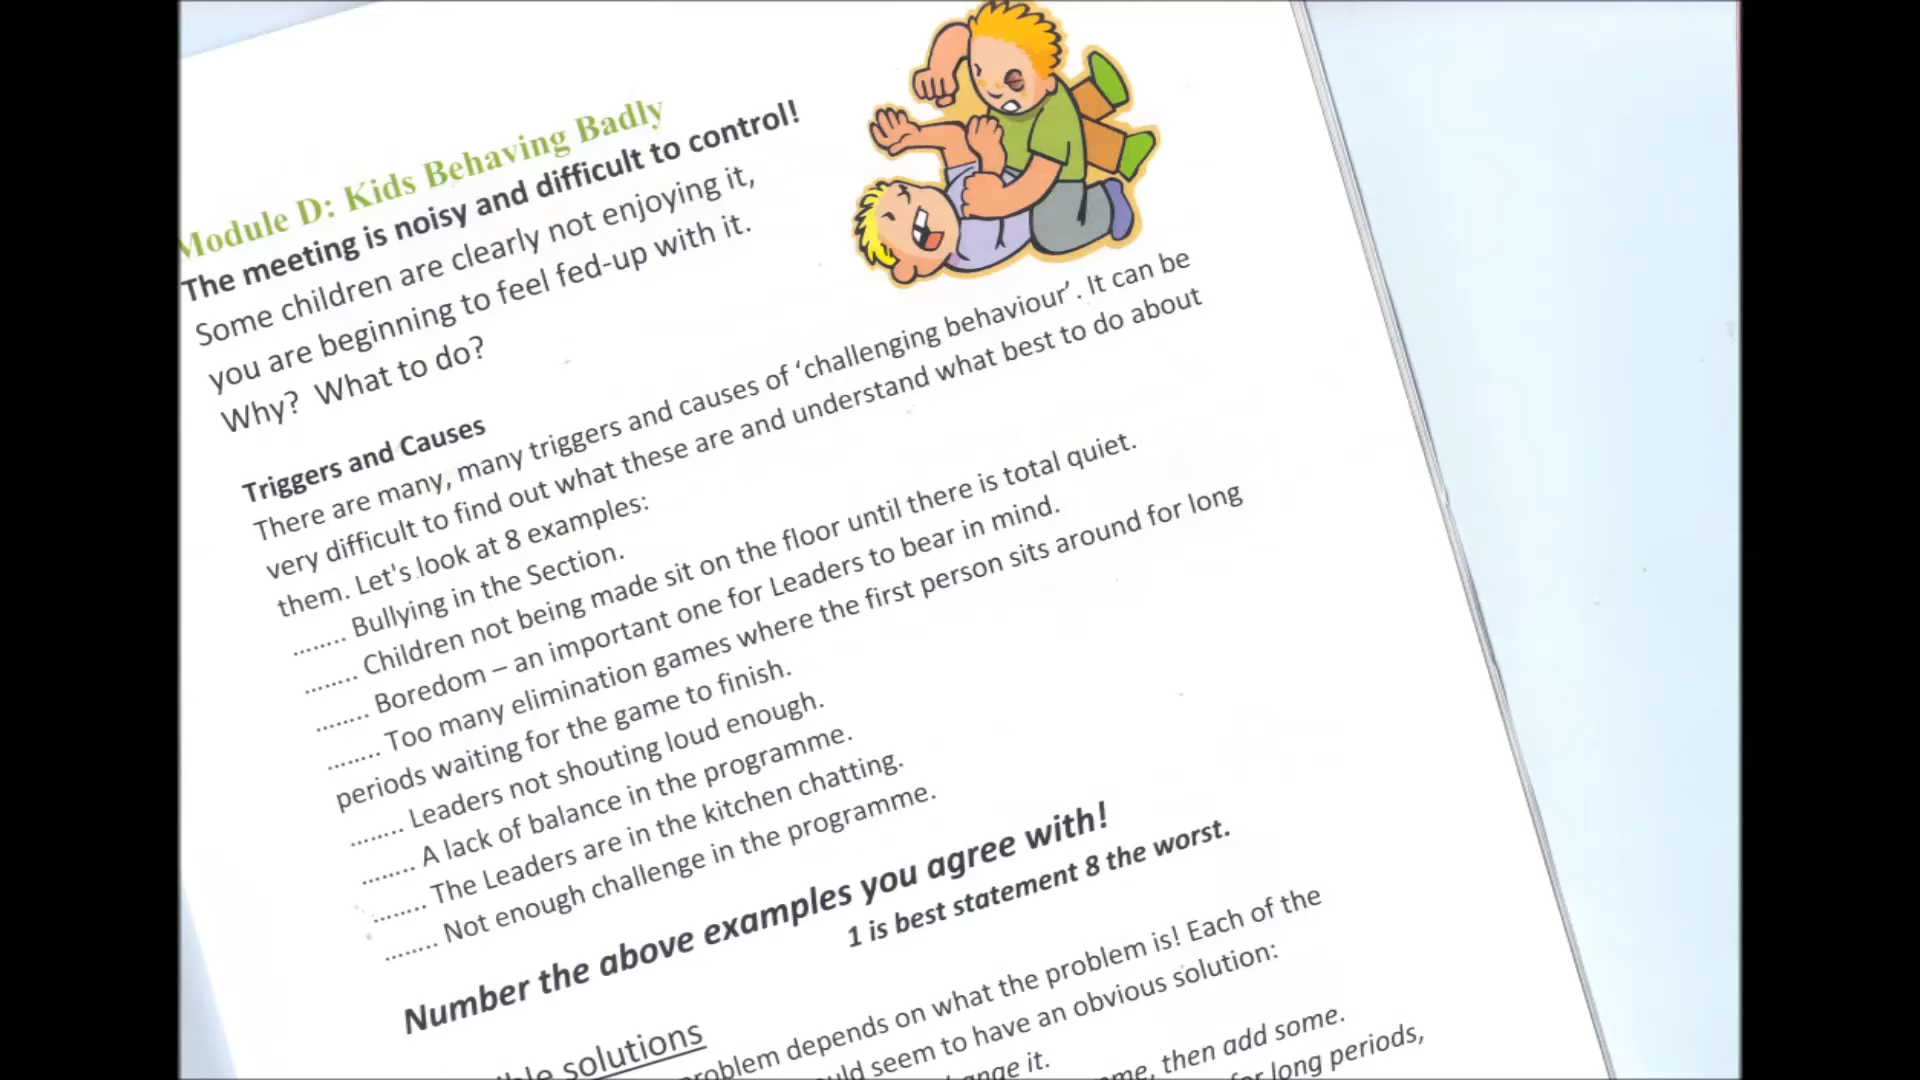 Module D: Kids Behaving Badly
The meeting is noisy and difficult to control!
Some children are clearly not enjoying it,
you are beginning to feel fed-up with it.
Why? What to do?
Triggers and Causes
There are many, many triggers and causes of ‘challenging behaviour’. It can be
very difficult to find out what these are and understand what best to do about
them. Let's look at 8 examples:
........ Bullying in the Section.
........ Children not being made sit on the floor until there is total quiet.
........ Boredom – an important one for Leaders to bear in mind.
........ Too many elimination games where the first person sits around for long
periods waiting for the game to finish.
........ Leaders not shouting loud enough.
........ A lack of balance in the programme.
........ The Leaders are in the kitchen chatting.
........ Not enough challenge in the programme.
Number the above examples you agree with!
1 is best statement 8 the worst.
solutions
depends on what the problem is! Each of the
seem to have an obvious solution:
it.
then add some.
long periods,